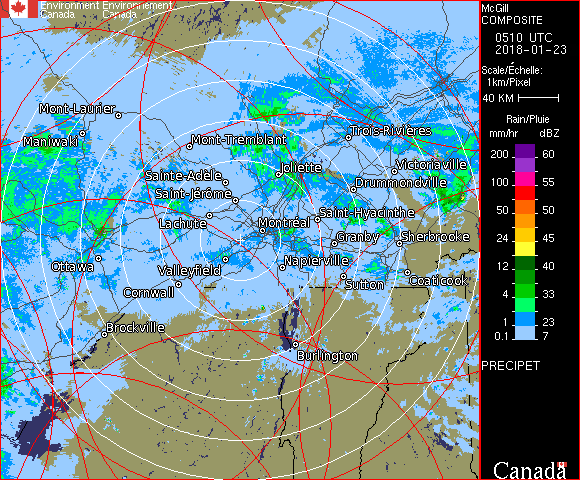 Environment Environnement
Canada Canada
McGill
COMPOSITE
0510 UTC
2018-01-23
Scale/Échelle:
1km/Pixel
40 KM
Rain/Pluie
mm/hr dBZ
200 60
100 55
50 50
24 45
12 40
4 33
1 23
0.1 7
PRECIPET
Canada
Mont-Laurier
Maniwaki
Mont-Tremblant
Trois-Rivières
Joliette
Victoriaville
Sainte-Adèle
Drummondville
Saint-Jérôme
Saint-Hyacinthe
Lachute
Montréal
Granby
Sherbrooke
Ottawa
Valleyfield
Napierville
Cornwall
Sutton
Coaticook
Brockville
Burlington